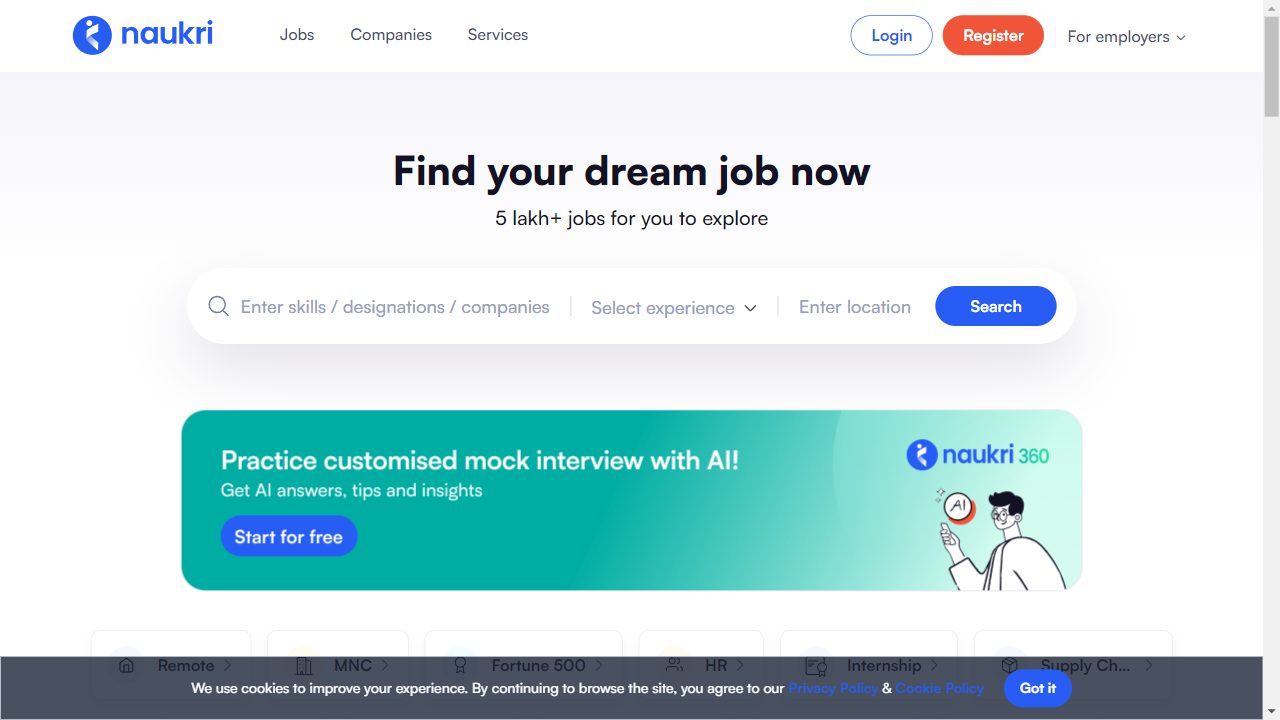 naukri
Jobs
Companies
Services
Login
Register
For employers
Find your dream job now
5 lakh+ jobs for you to explore
Enter skills / designations / companies
Select experience
Enter location
Search
Practice customised mock interview with AI!
Get AI answers, tips and insights
Start for free
naukri 360
AI
Remote
MNC
Fortune 500
HR
Internship
Supply Ch...
We use cookies to improve your experience. By continuing to browse the site, you agree to our Privacy Policy & Cookie Policy
Got it